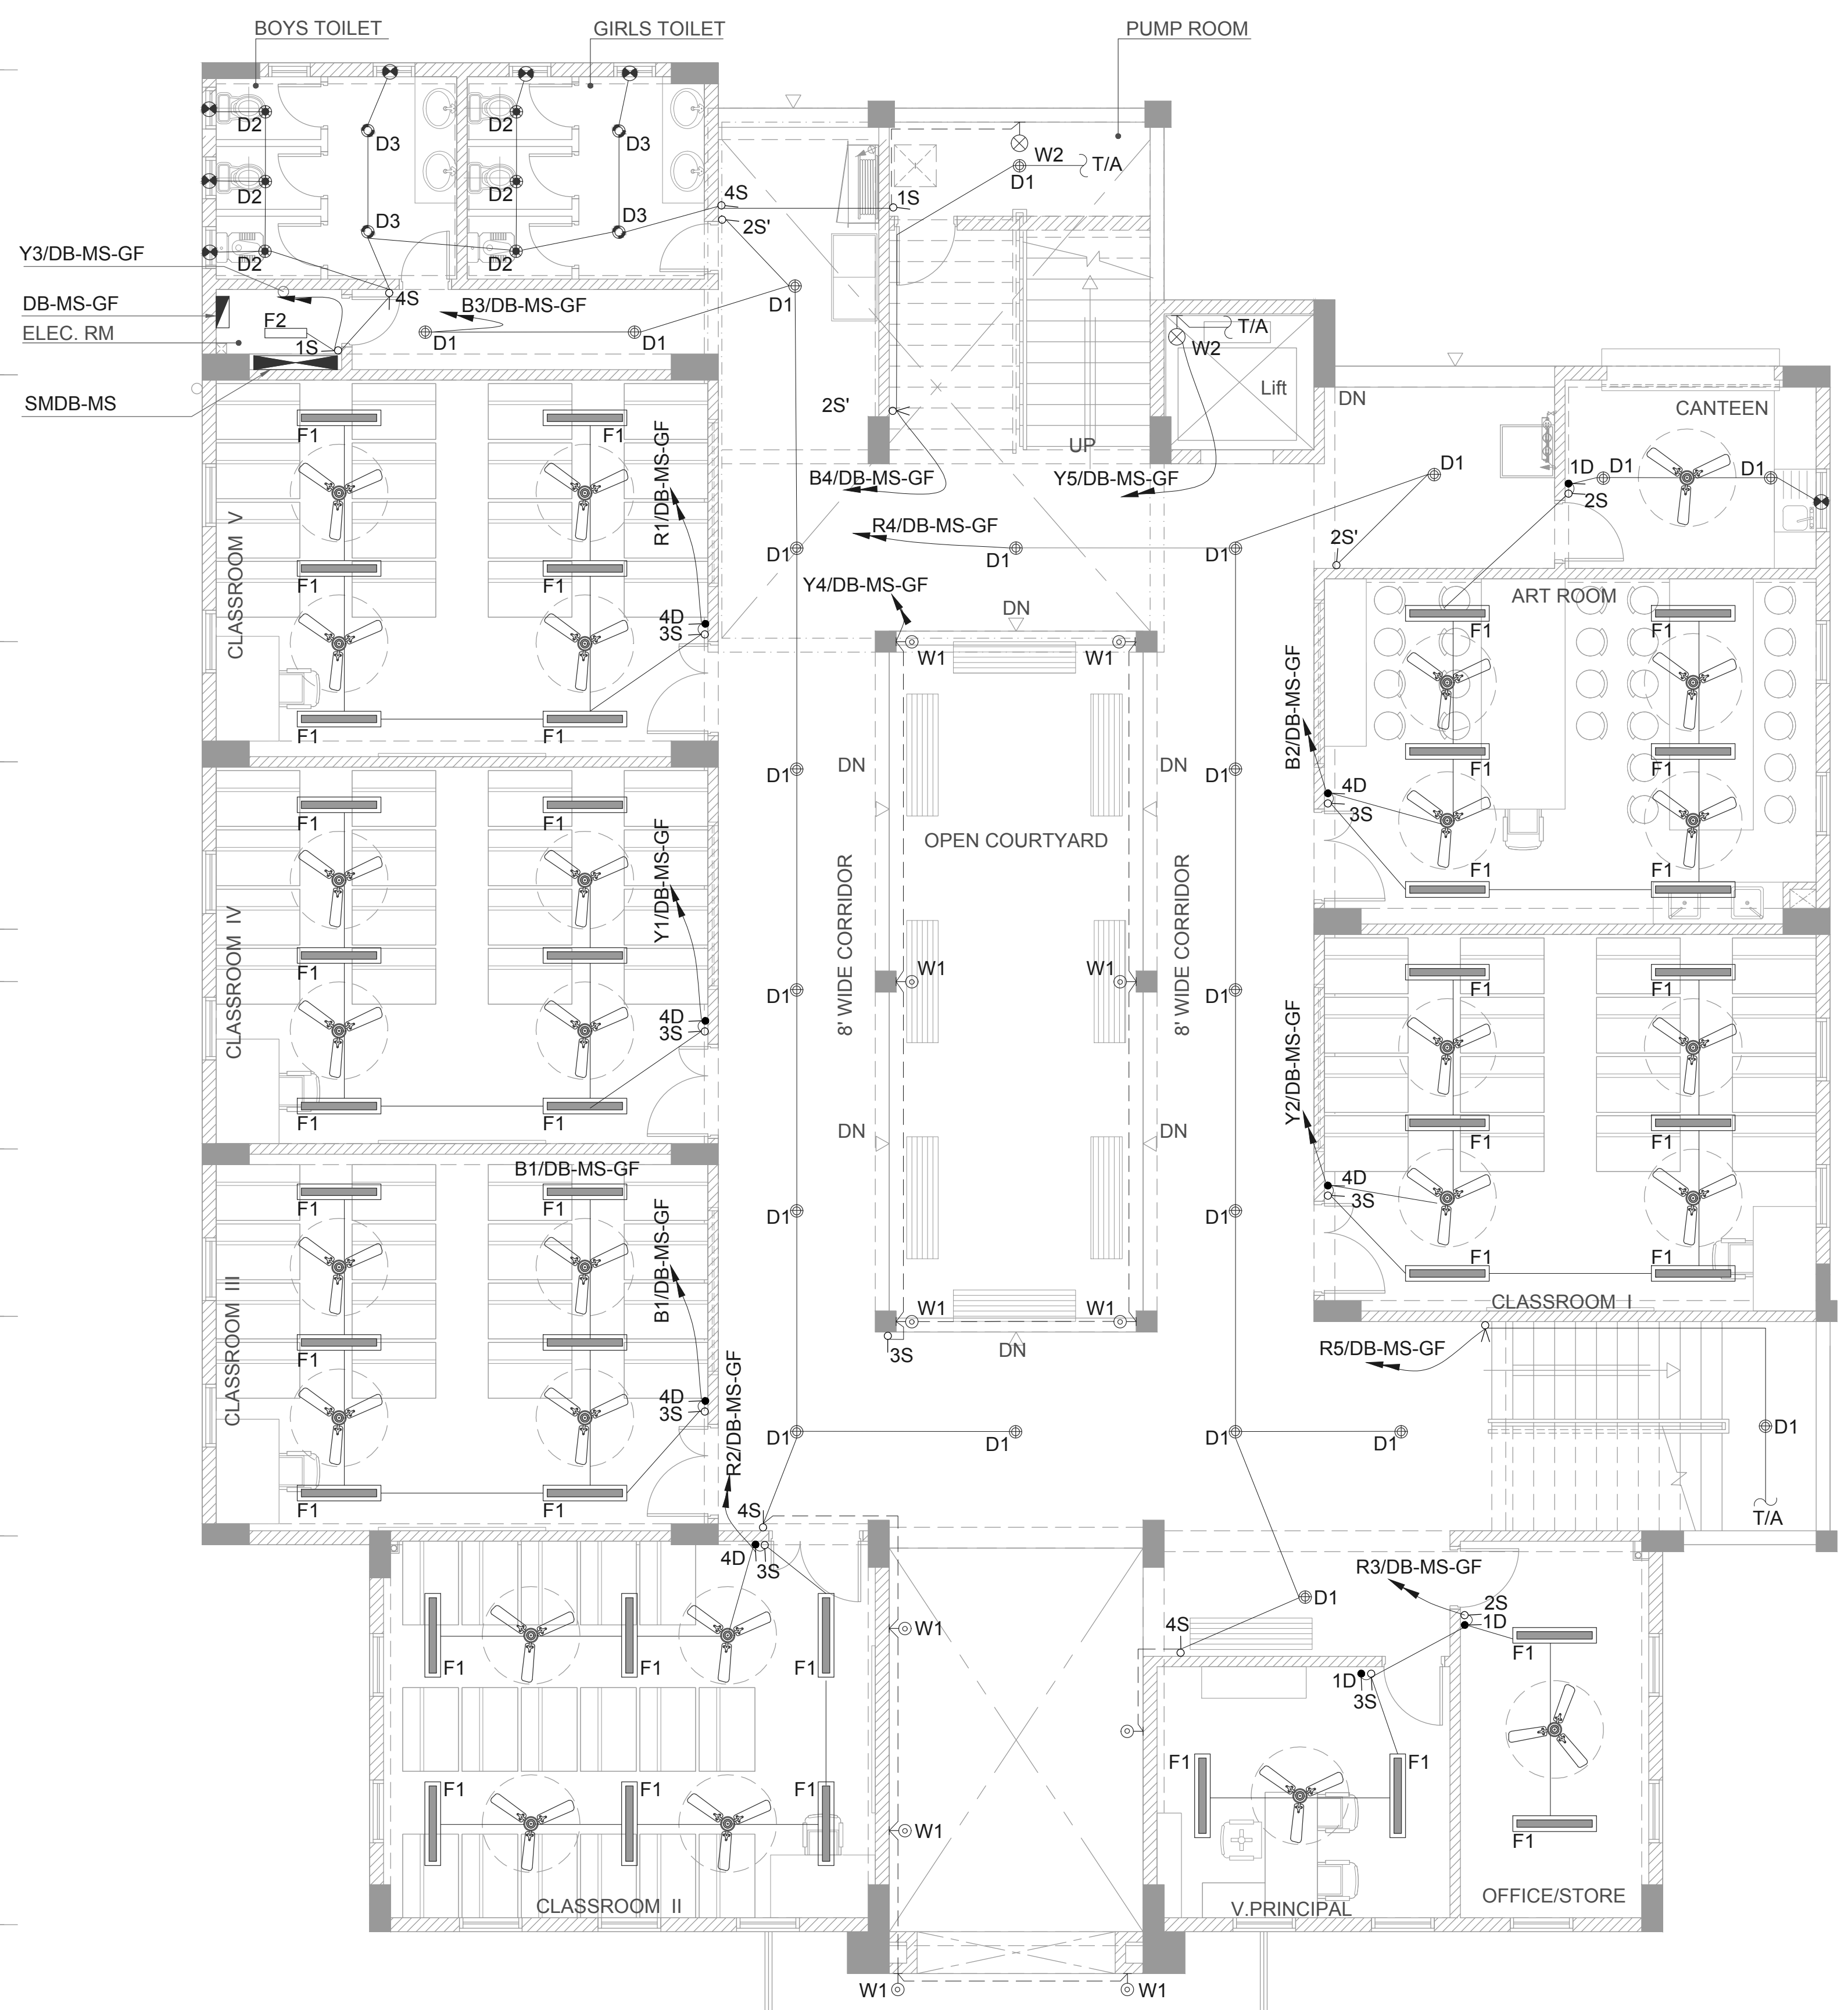 BOYS TOILET
GIRLS TOILET
PUMP ROOM
D2
D3
D2
D3
W2
T/A
D1
D2
D2
4S
1S
D3
D3
2S'
Y3/DB-MS-GF
D2
D2
DB-MS-GF
4S
B3/DB-MS-GF
D1
F2
ELEC. RM
1S
D1
D1
T/A
W2
SMDB-MS
2S'
Lift
DN
CANTEEN
F1
F1
R1/DB-MS-GF
UP
B4/DB-MS-GF
Y5/DB-MS-GF
D1
1D
D1
D1
2S
CLASSROOM V
R4/DB-MS-GF
D1
D1
D1
2S'
F1
F1
Y4/DB-MS-GF
DN
ART ROOM
4D
3S
W1
W1
F1
F1
F1
F1
B2/DB-MS-GF
D1
DN
DN
D1
F1
F1
4D
3S
F1
F1
OPEN COURTYARD
Y1/DB-MS-GF
8' WIDE CORRIDOR
8' WIDE CORRIDOR
F1
F1
CLASSROOM IV
F1
F1
W1
W1
F1
F1
D1
D1
4D
3S
Y2/DB-MS-GF
F1
F1
DN
DN
F1
F1
B1/DB-MS-GF
4D
3S
F1
F1
B1/DB-MS-GF
D1
D1
F1
F1
CLASSROOM I
CLASSROOM III
W1
W1
F1
F1
3S
DN
R5/DB-MS-GF
4D
3S
R2/DB-MS-GF
D1
D1
D1
D1
D1
F1
F1
4S
T/A
4D
3S
R3/DB-MS-GF
D1
2S
1D
W1
4S
F1
F1
F1
F1
1D
3S
F1
F1
F1
F1
F1
W1
F1
CLASSROOM II
OFFICE/STORE
V.PRINCIPAL
W1
W1